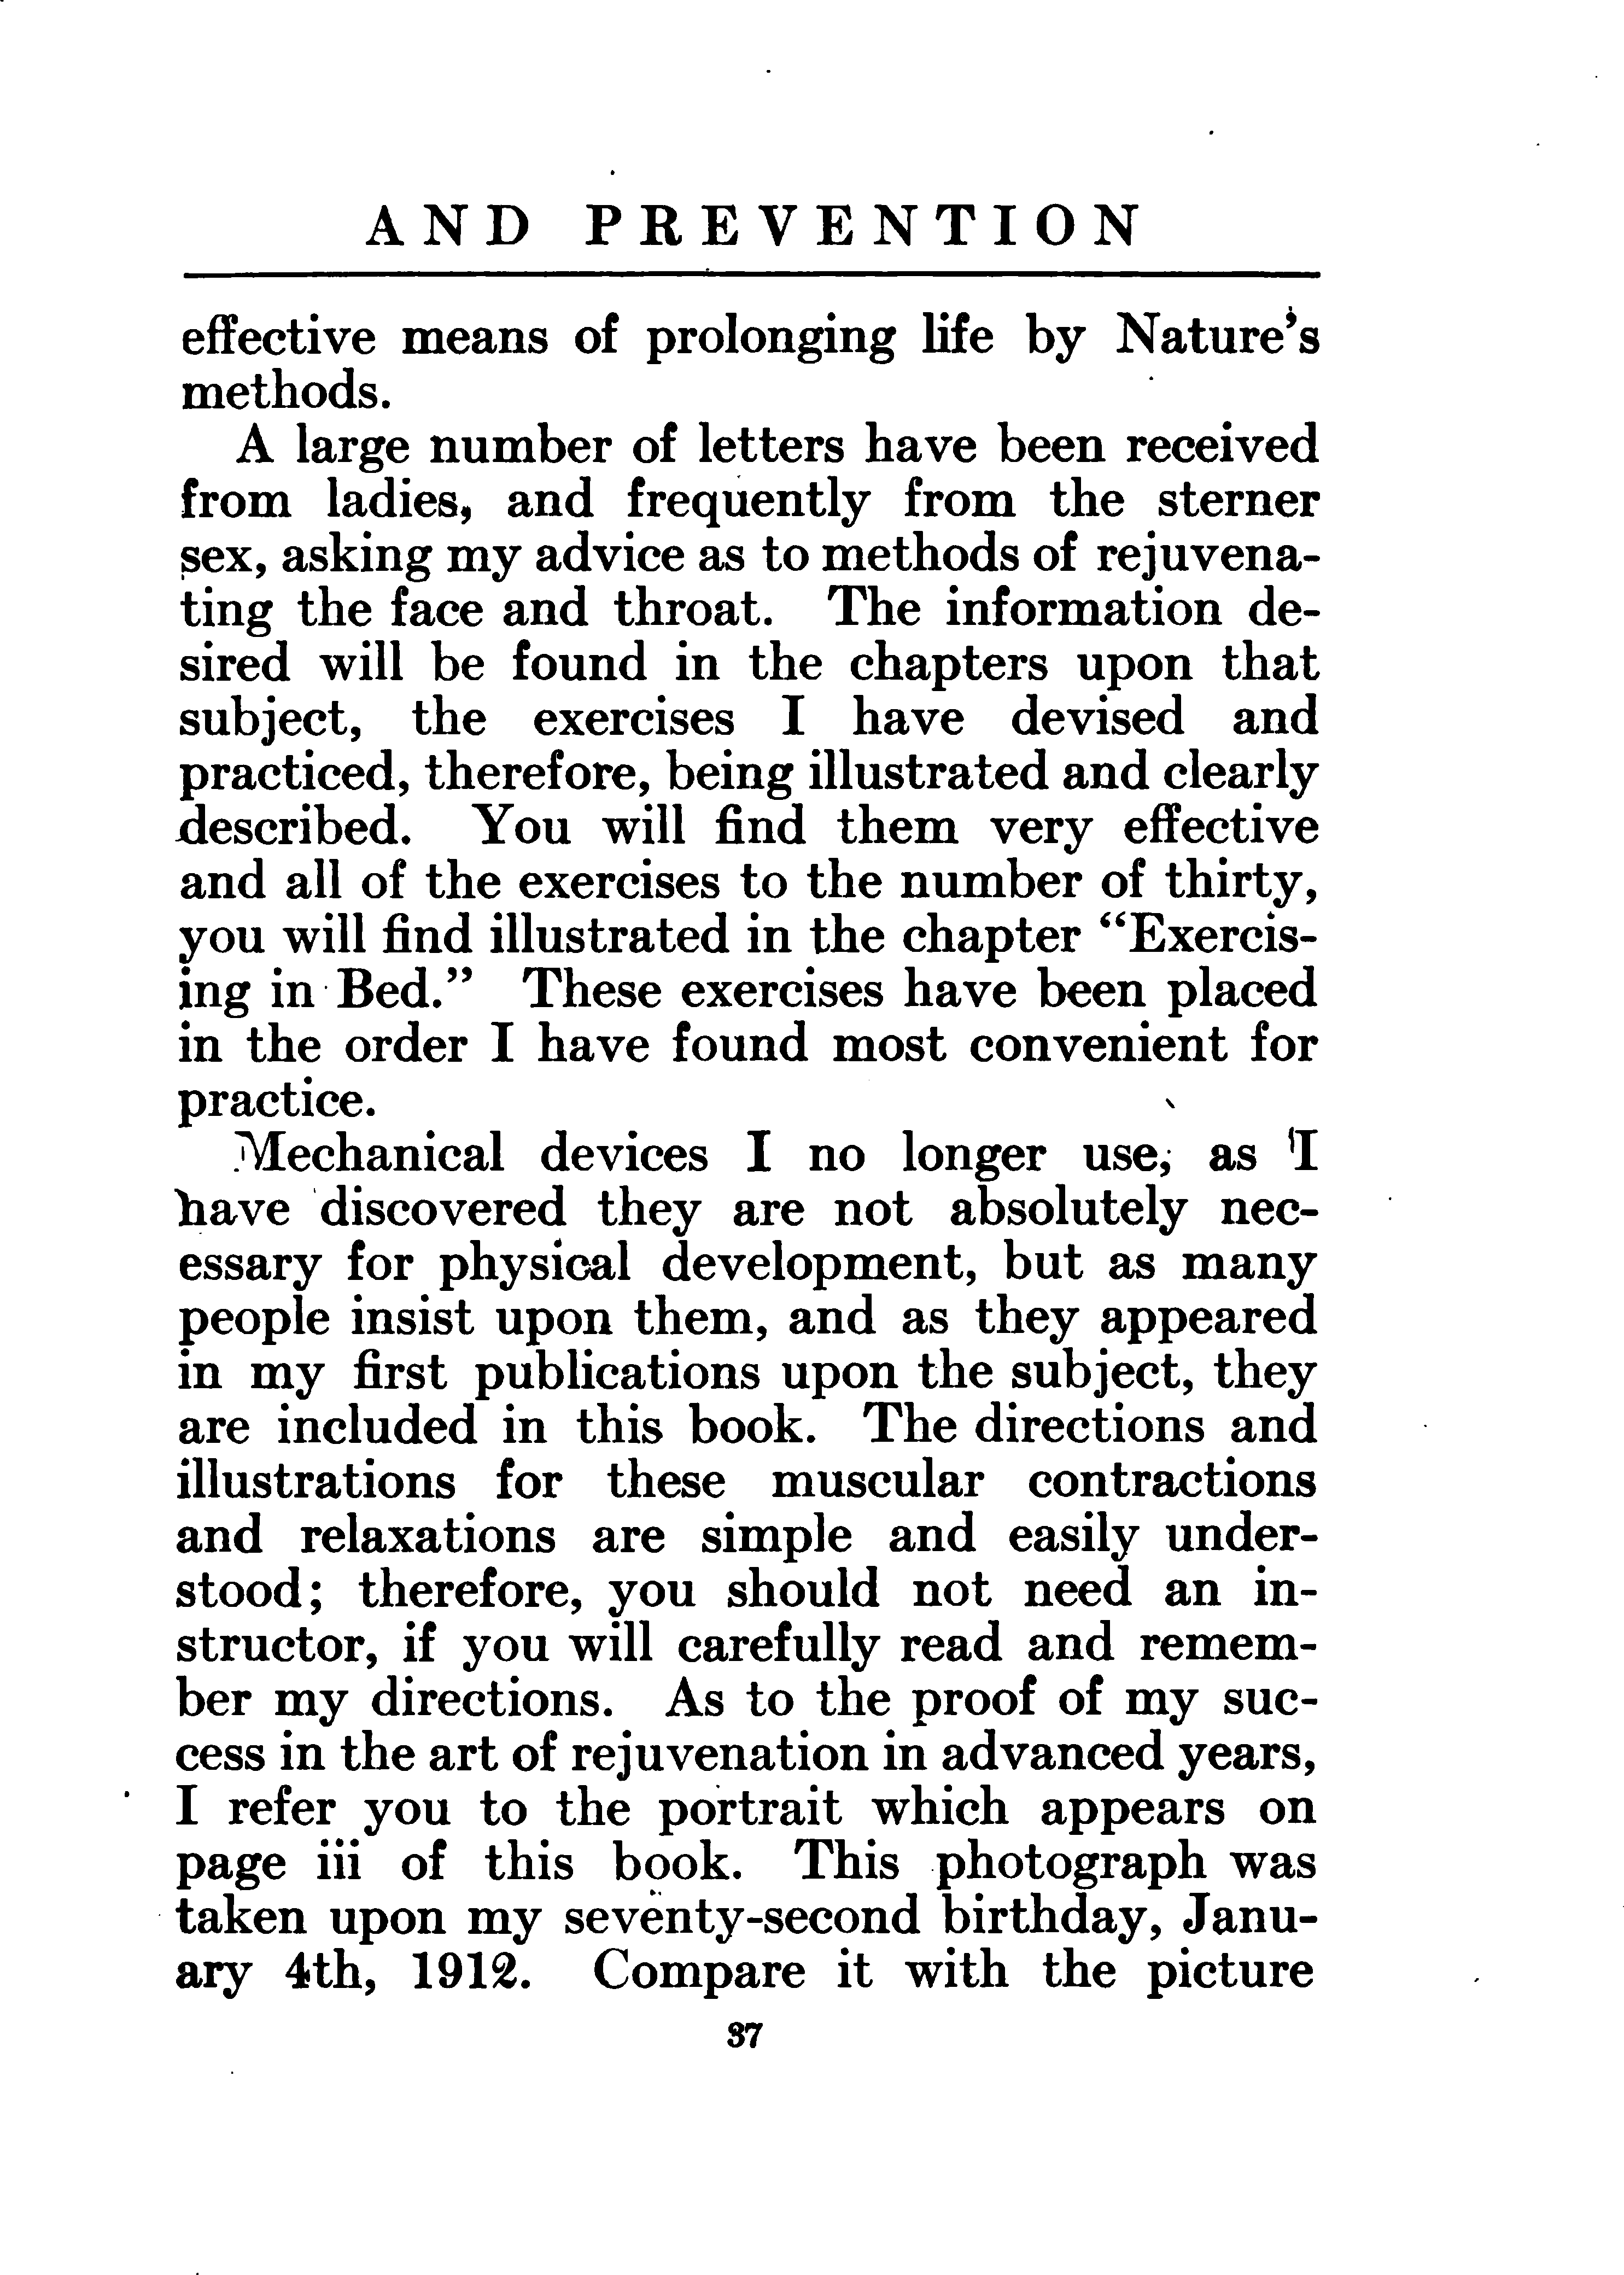 AND PREVENTION
effective means of prolonging life by Nature's
methods.
A large number of letters have been received
from ladies, and frequently from the sterner
sex, asking my advice as to methods of rejuvena-
ting the face and throat. The information de-
sired will be found in the chapters upon that
subject, the exercises I have devised and
practiced, therefore, being illustrated and clearly
described. You will find them very effective
and all of the exercises to the number of thirty,
you will find illustrated in the chapter “Exercis-
ing in Bed.” These exercises have been placed
in the order I have found most convenient for
practice.
Mechanical devices I no longer use, as I
have discovered they are not absolutely nec-
essary for physical development, but as many
people insist upon them, and as they appeared
in my first publications upon the subject, they
are included in this book. The directions and
illustrations for these muscular contractions
and relaxations are simple and easily under-
stood; therefore, you should not need an in-
structor, if you will carefully read and remem-
ber my directions. As to the proof of my suc-
cess in the art of rejuvenation in advanced years,
I refer you to the portrait which appears on
page iii of this book. This photograph was
taken upon my seventy-second birthday, Janu-
ary 4th, 1912. Compare it with the picture
37